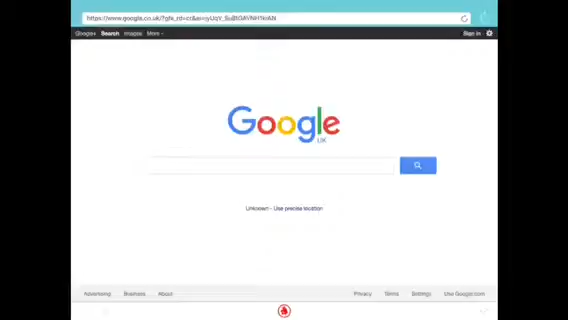 Google+ Search Images More
Sign in
Google
UK
Unknown - Use precise location
Advertising Business About
Privacy Terms Settings Use Google.com